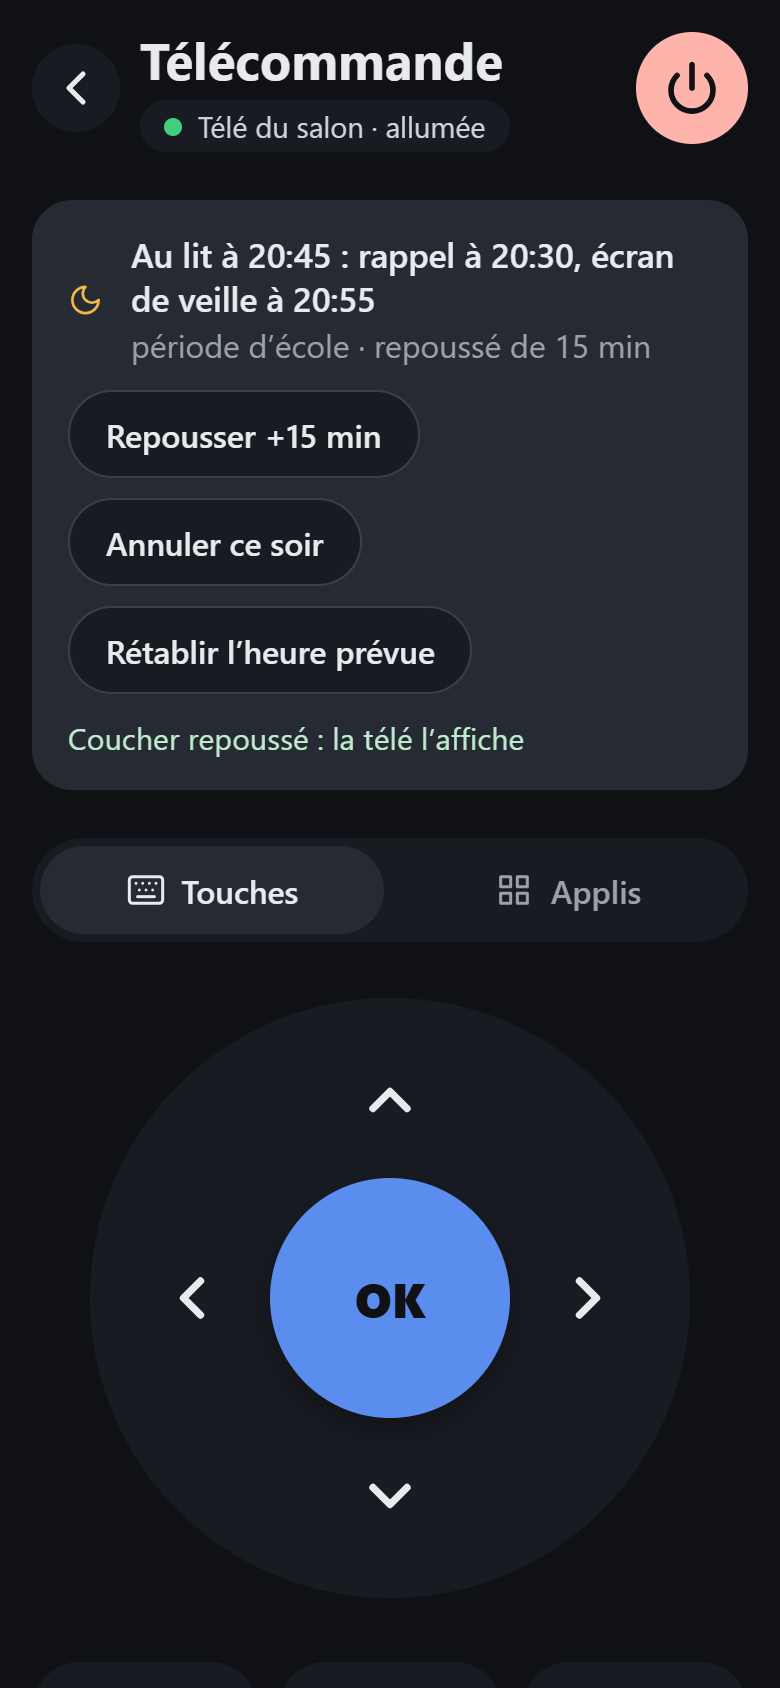 Télécommande
Télé du salon · allumée
Au lit à 20:45 : rappel à 20:30, écran
de veille à 20:55
période d’école · repoussé de 15 min
Repousser +15 min
Annuler ce soir
Rétablir l’heure prévue
Coucher repoussé : la télé l’affiche
Touches
Applis
OK